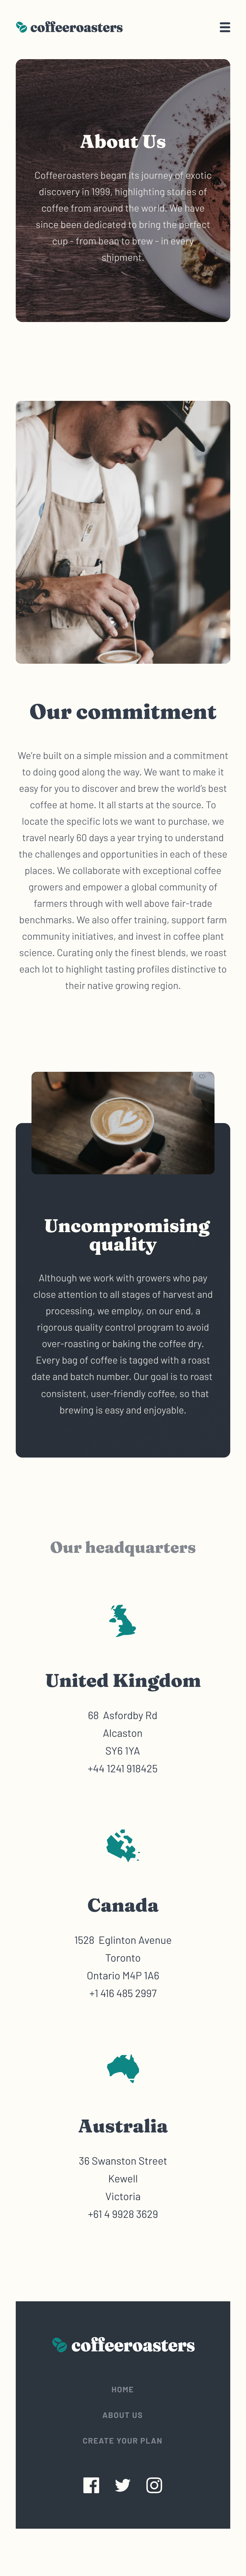 coffeeroasters
About Us
Coffeeroasters began its journey of exotic
discovery in 1999, highlighting stories of
coffee from around the world. We have
since been dedicated to bring the perfect
cup - from bean to brew - in every
shipment.
Our commitment
We're built on a simple mission and a commitment
to doing good along the way. We want to make it
easy for you to discover and brew the world's best
coffee at home. It all starts at the source. To
locate the specific lots we want to purchase, we
travel nearly 60 days a year trying to understand
the challenges and opportunities in each of these
places. We collaborate with exceptional coffee
growers and empower a global community of
farmers through with well above fair-trade
benchmarks. We also offer training, support farm
community initiatives, and invest in coffee plant
science. Curating only the finest blends, we roast
each lot to highlight tasting profiles distinctive to
their native growing region.
Uncompromising
quality
Although we work with growers who pay
close attention to all stages of harvest and
processing, we employ, on our end, a
rigorous quality control program to avoid
over-roasting or baking the coffee dry.
Every bag of coffee is tagged with a roast
date and batch number. Our goal is to roast
consistent, user-friendly coffee, so that
brewing is easy and enjoyable.
Our headquarters
United Kingdom
68 Asfordby Rd
Alcaston
SY6 1YA
+44 1241 918425
Canada
1528 Eglinton Avenue
Toronto
Ontario M4P 1A6
+1 416 485 2997
Australia
36 Swanston Street
Kewell
Victoria
+61 4 9928 3629
coffeeroasters
HOME
ABOUT US
CREATE YOUR PLAN